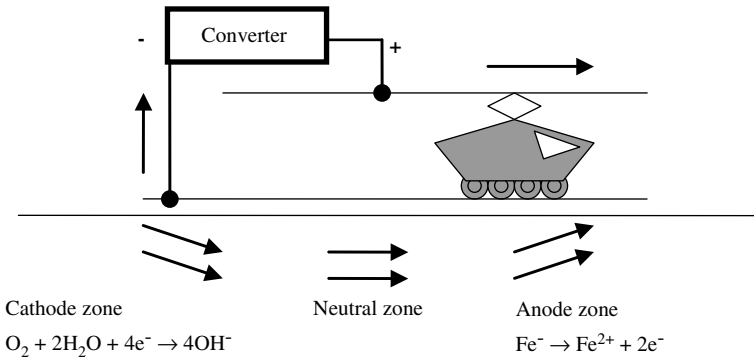 - Converter +
Cathode zone Neutral zone Anode zone
O₂ + 2H₂O + 4e⁻ → 4OH⁻ Fe⁻ → Fe²⁺ + 2e⁻